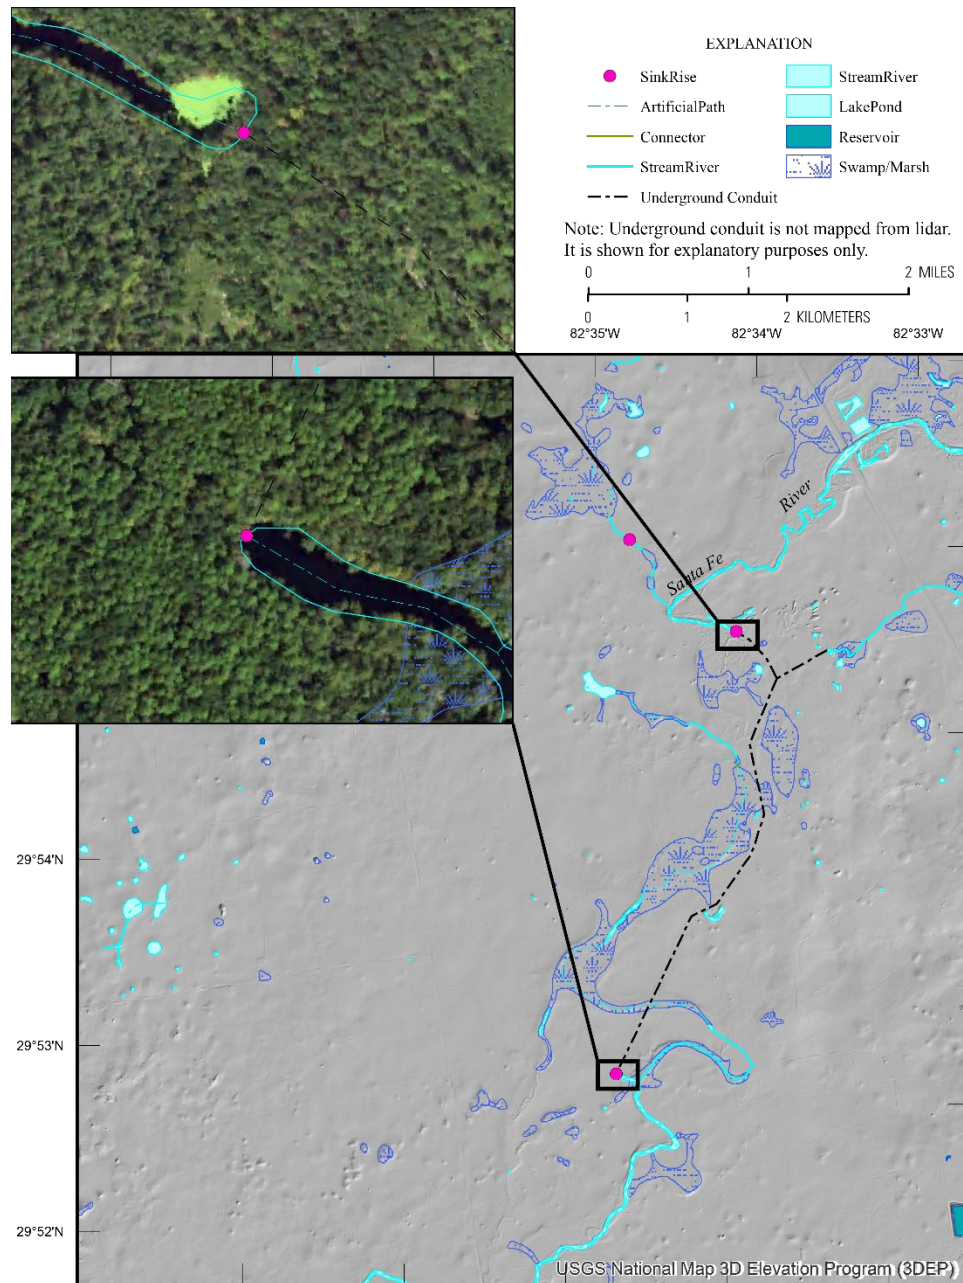 EXPLANATION
SinkRise
ArtificialPath
Connector
StreamRiver
Underground Conduit
StreamRiver
LakePond
Reservoir
Swamp/Marsh
Note: Underground conduit is not mapped from lidar.
It is shown for explanatory purposes only.
0 1 2 MILES
0 1 2 KILOMETERS
82°35'W 82°34'W 82°33'W
River
Santa Fe
29°54'N
29°53'N
29°52'N
USGS National Map 3D Elevation Program (3DEP)